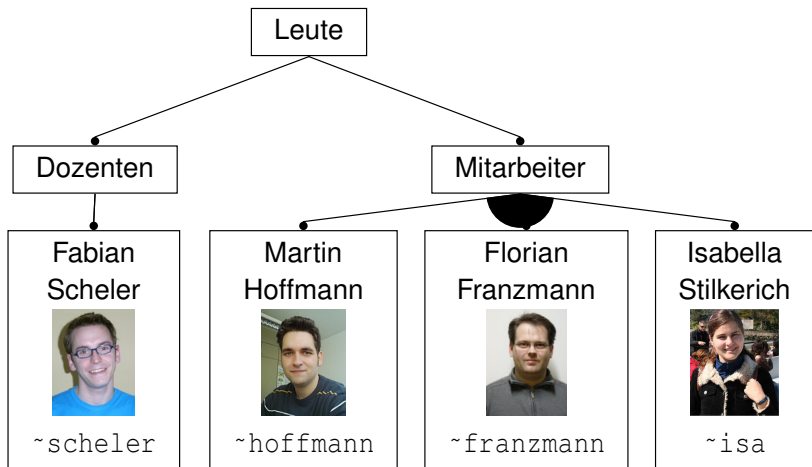 Leute
Dozenten
Mitarbeiter
Fabian
Scheler
~scheler
Martin
Hoffmann
~hoffmann
Florian
Franzmann
~franzmann
Isabella
Stilkerich
~isa